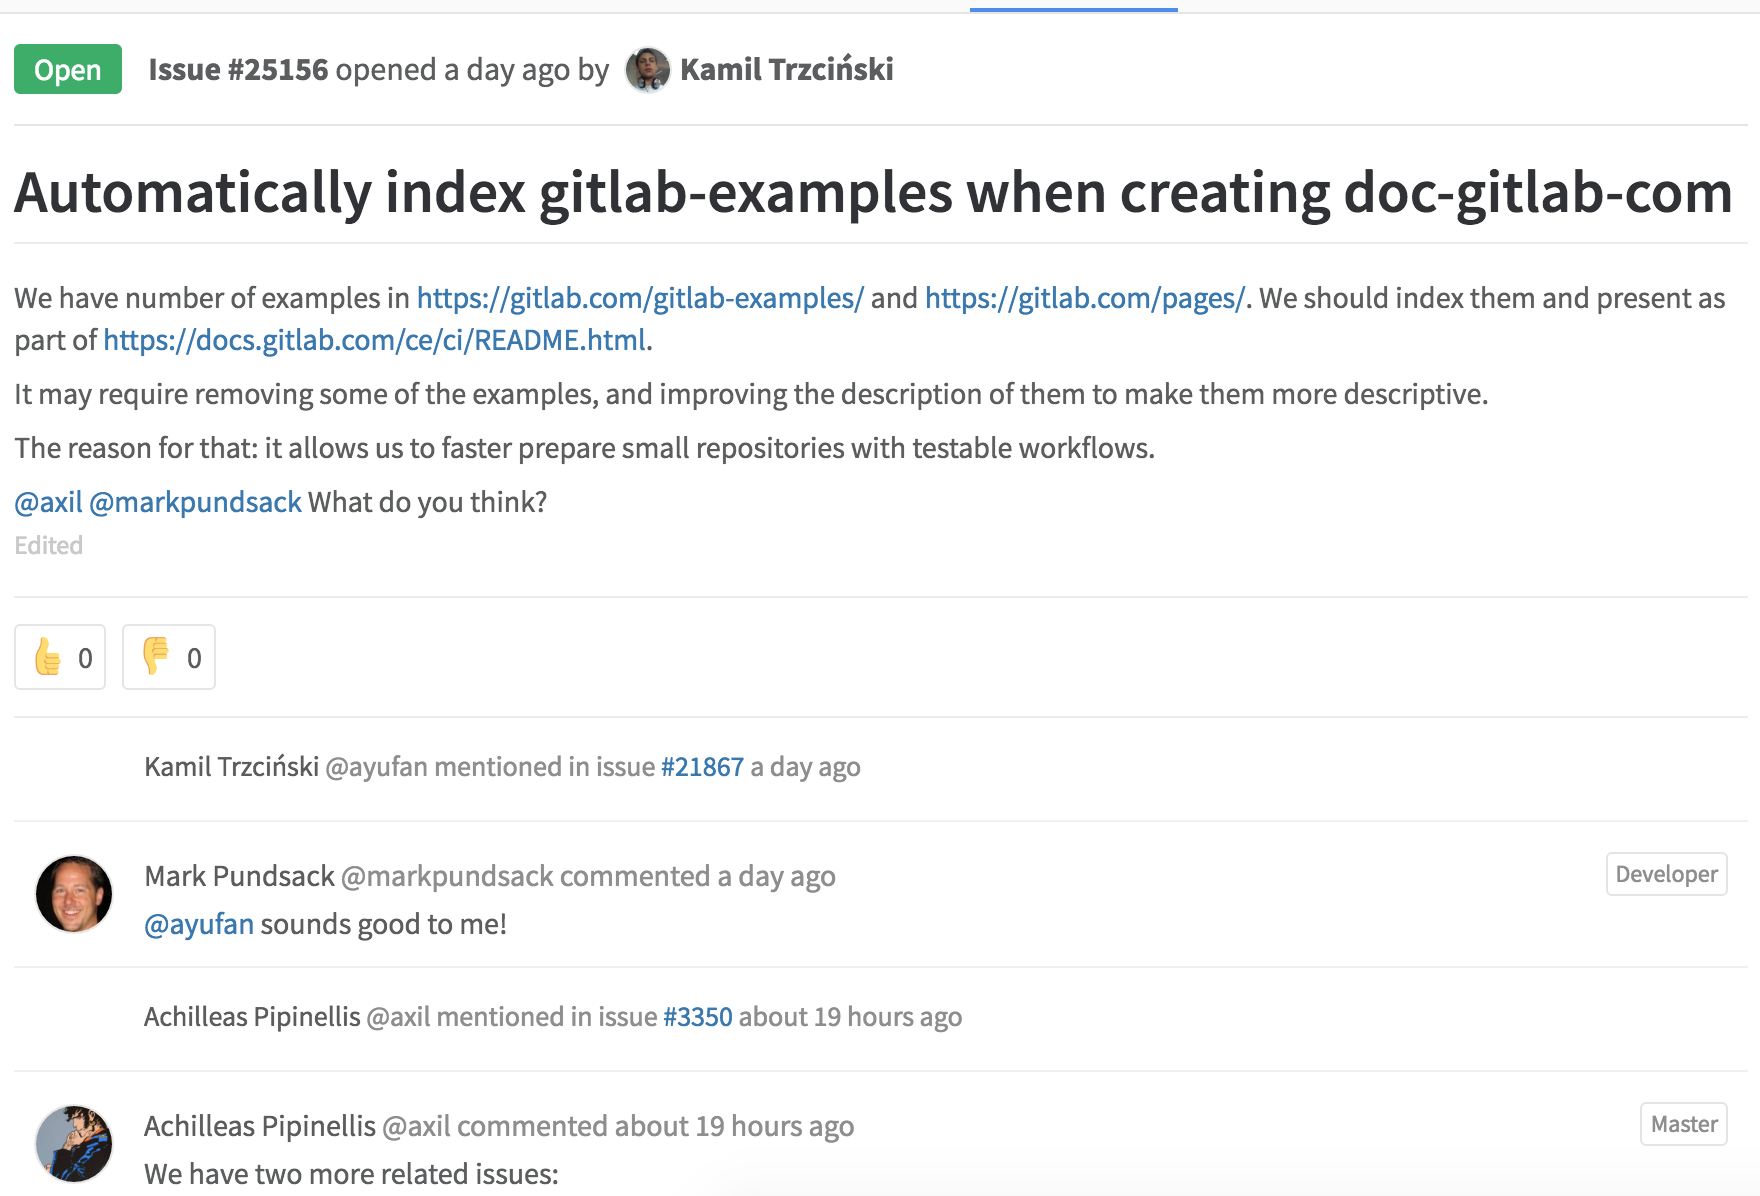 Open Issue #25156 opened a day ago by Kamil Trzciński
Automatically index gitlab-examples when creating doc-gitlab-com
We have number of examples in https://gitlab.com/gitlab-examples/ and https://gitlab.com/pages/. We should index them and present as
part of https://docs.gitlab.com/ce/ci/README.html.
It may require removing some of the examples, and improving the description of them to make them more descriptive.
The reason for that: it allows us to faster prepare small repositories with testable workflows.
@axil @markpundsack What do you think?
Edited
0 0
Kamil Trzciński @ayufan mentioned in issue #21867 a day ago
Mark Pundsack @markpundsack commented a day ago Developer
@ayufan sounds good to me!
Achilleas Pipinellis @axil mentioned in issue #3350 about 19 hours ago
Achilleas Pipinellis @axil commented about 19 hours ago Master
We have two more related issues: